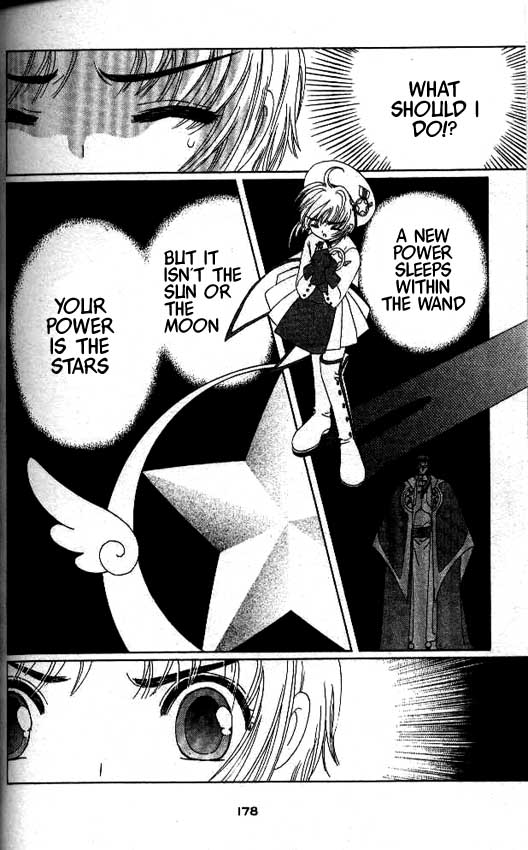 WHAT
SHOULD I
DO!?
A NEW
POWER
SLEEPS
WITHIN
THE WAND
BUT IT
ISN'T THE
SUN OR
THE
MOON
YOUR
POWER
IS THE
STARS
178